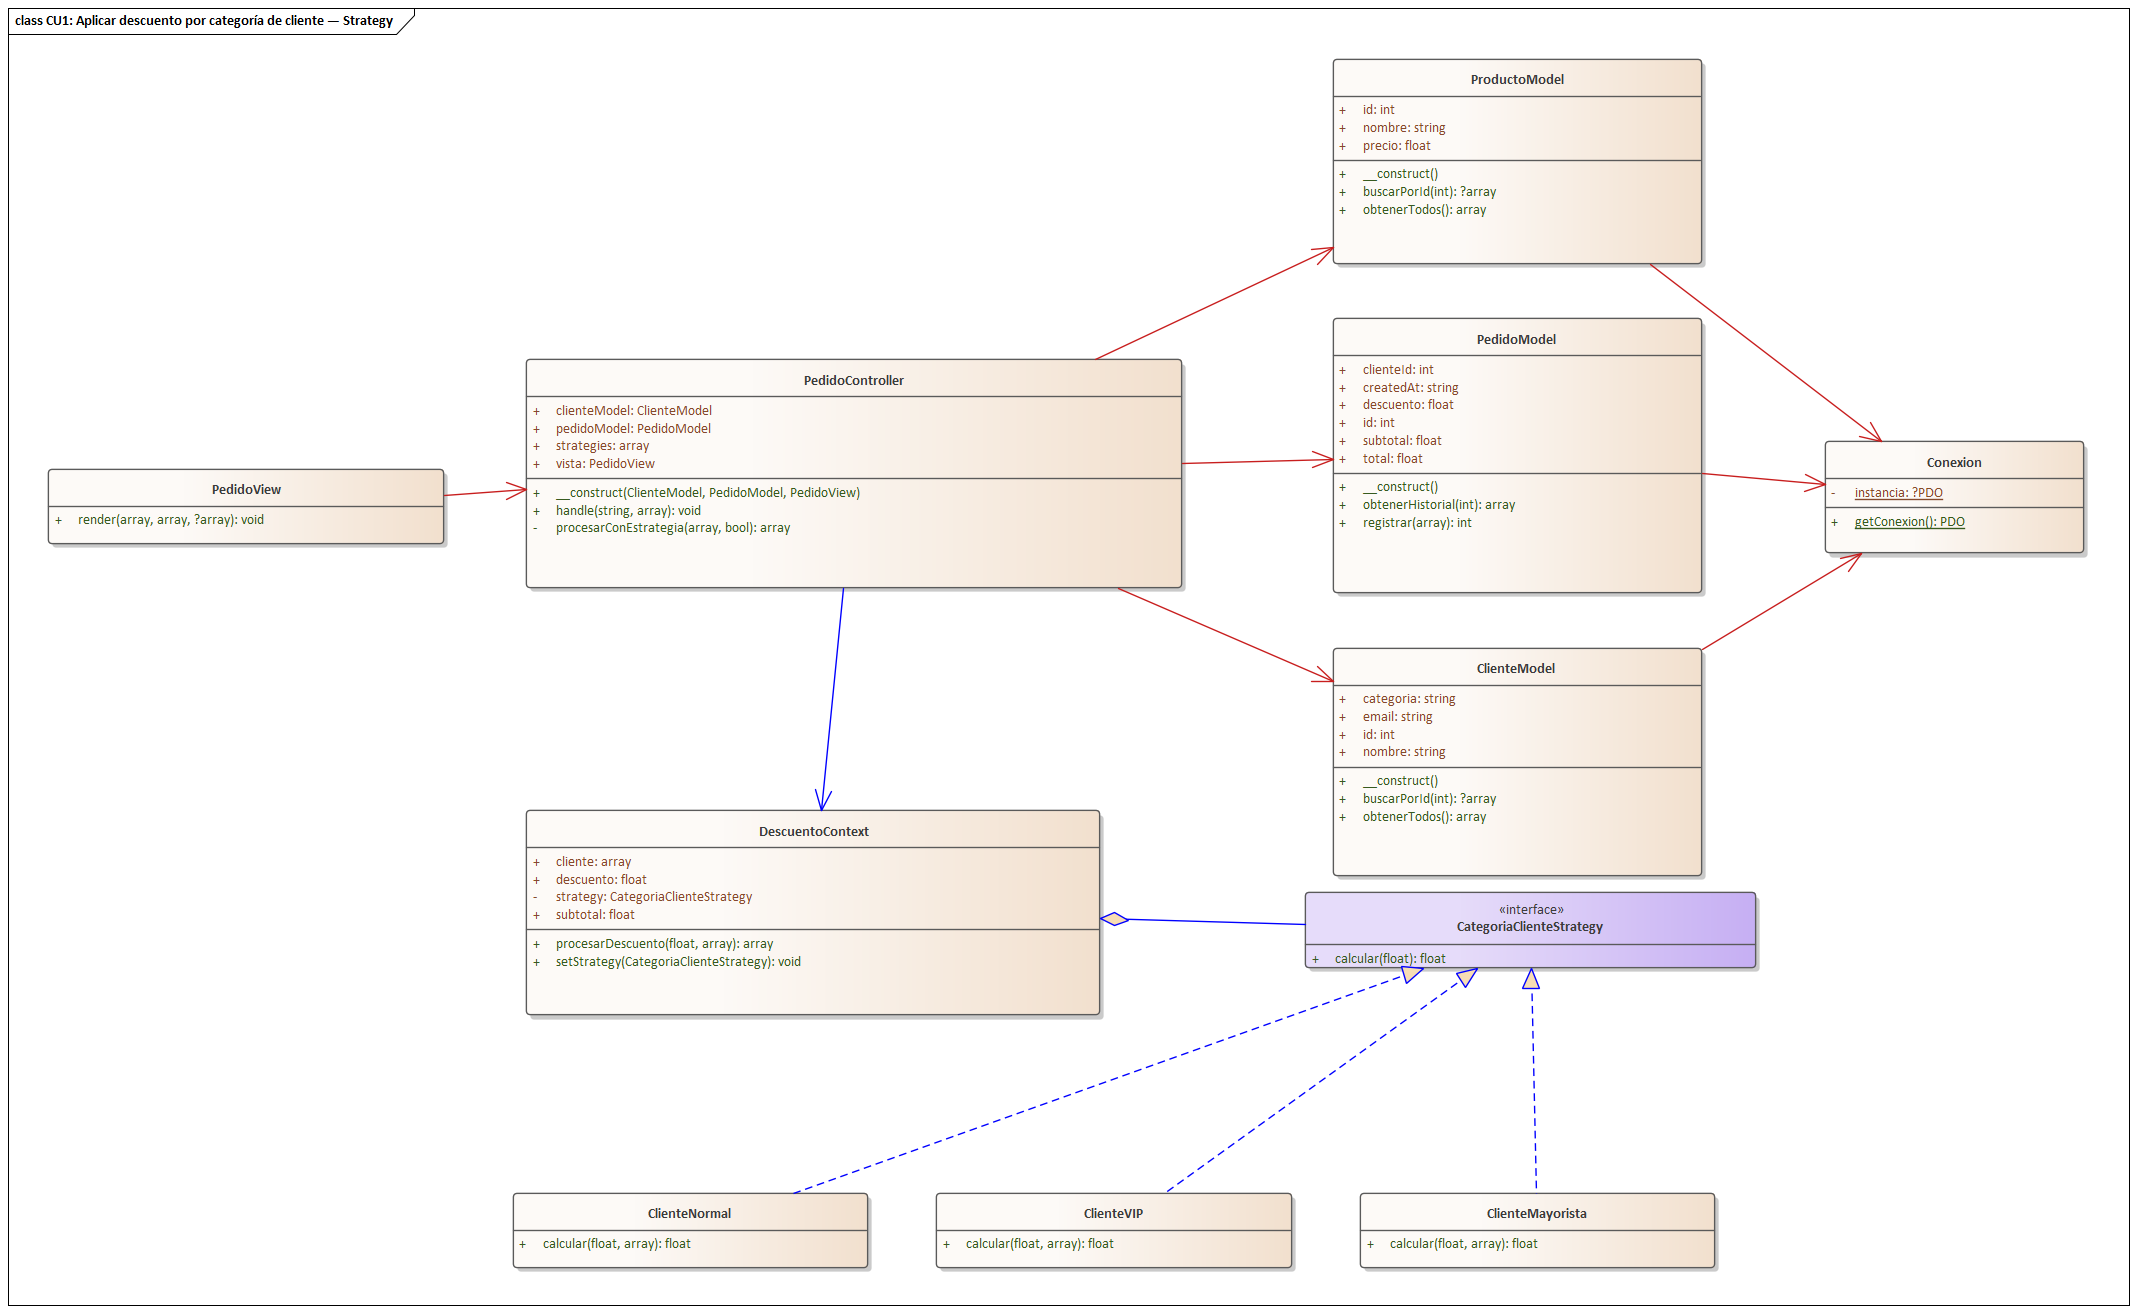 class CU1: Aplicar descuento por categoría de cliente — Strategy
ProductoModel
+ id: int
+ nombre: string
+ precio: float
+ __construct()
+ buscarPorId(int): ?array
+ obtenerTodos(): array
PedidoModel
+ clienteId: int
+ createdAt: string
+ descuento: float
+ id: int
+ subtotal: float
+ total: float
+ __construct()
+ obtenerHistorial(int): array
+ registrar(array): int
PedidoController
+ clienteModel: ClienteModel
+ pedidoModel: PedidoModel
+ strategies: array
+ vista: PedidoView
+ __construct(ClienteModel, PedidoModel, PedidoView)
+ handle(string, array): void
- procesarConEstrategia(array, bool): array
PedidoView
+ render(array, array, ?array): void
Conexion
- instancia: ?PDO
+ getConexion(): PDO
ClienteModel
+ categoria: string
+ email: string
+ id: int
+ nombre: string
+ __construct()
+ buscarPorId(int): ?array
+ obtenerTodos(): array
DescuentoContext
+ cliente: array
+ descuento: float
- strategy: CategoriaClienteStrategy
+ subtotal: float
+ procesarDescuento(float, array): array
+ setStrategy(CategoriaClienteStrategy): void
«interface»
CategoriaClienteStrategy
+ calcular(float): float
ClienteNormal
+ calcular(float, array): float
ClienteVIP
+ calcular(float, array): float
ClienteMayorista
+ calcular(float, array): float